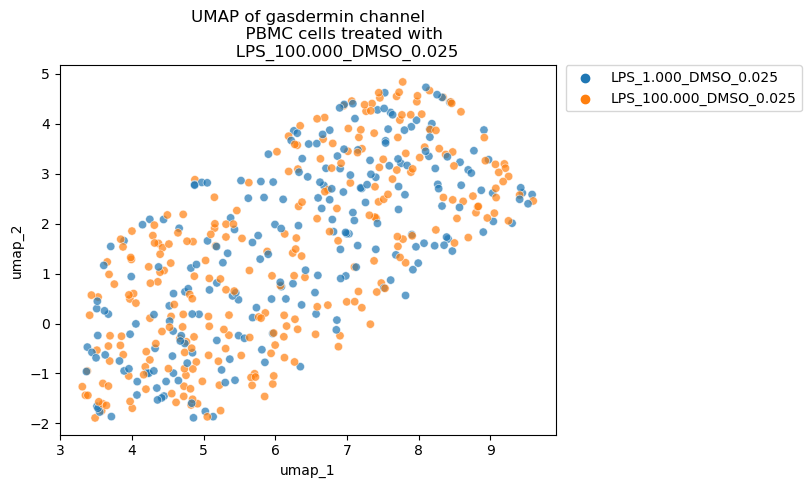 UMAP of gasdermin channel
PBMC cells treated with
LPS_100.000_DMSO_0.025
LPS_1.000_DMSO_0.025
LPS_100.000_DMSO_0.025
umap_2
5
4
3
2
1
0
−1
−2
3 4 5 6 7 8 9
umap_1